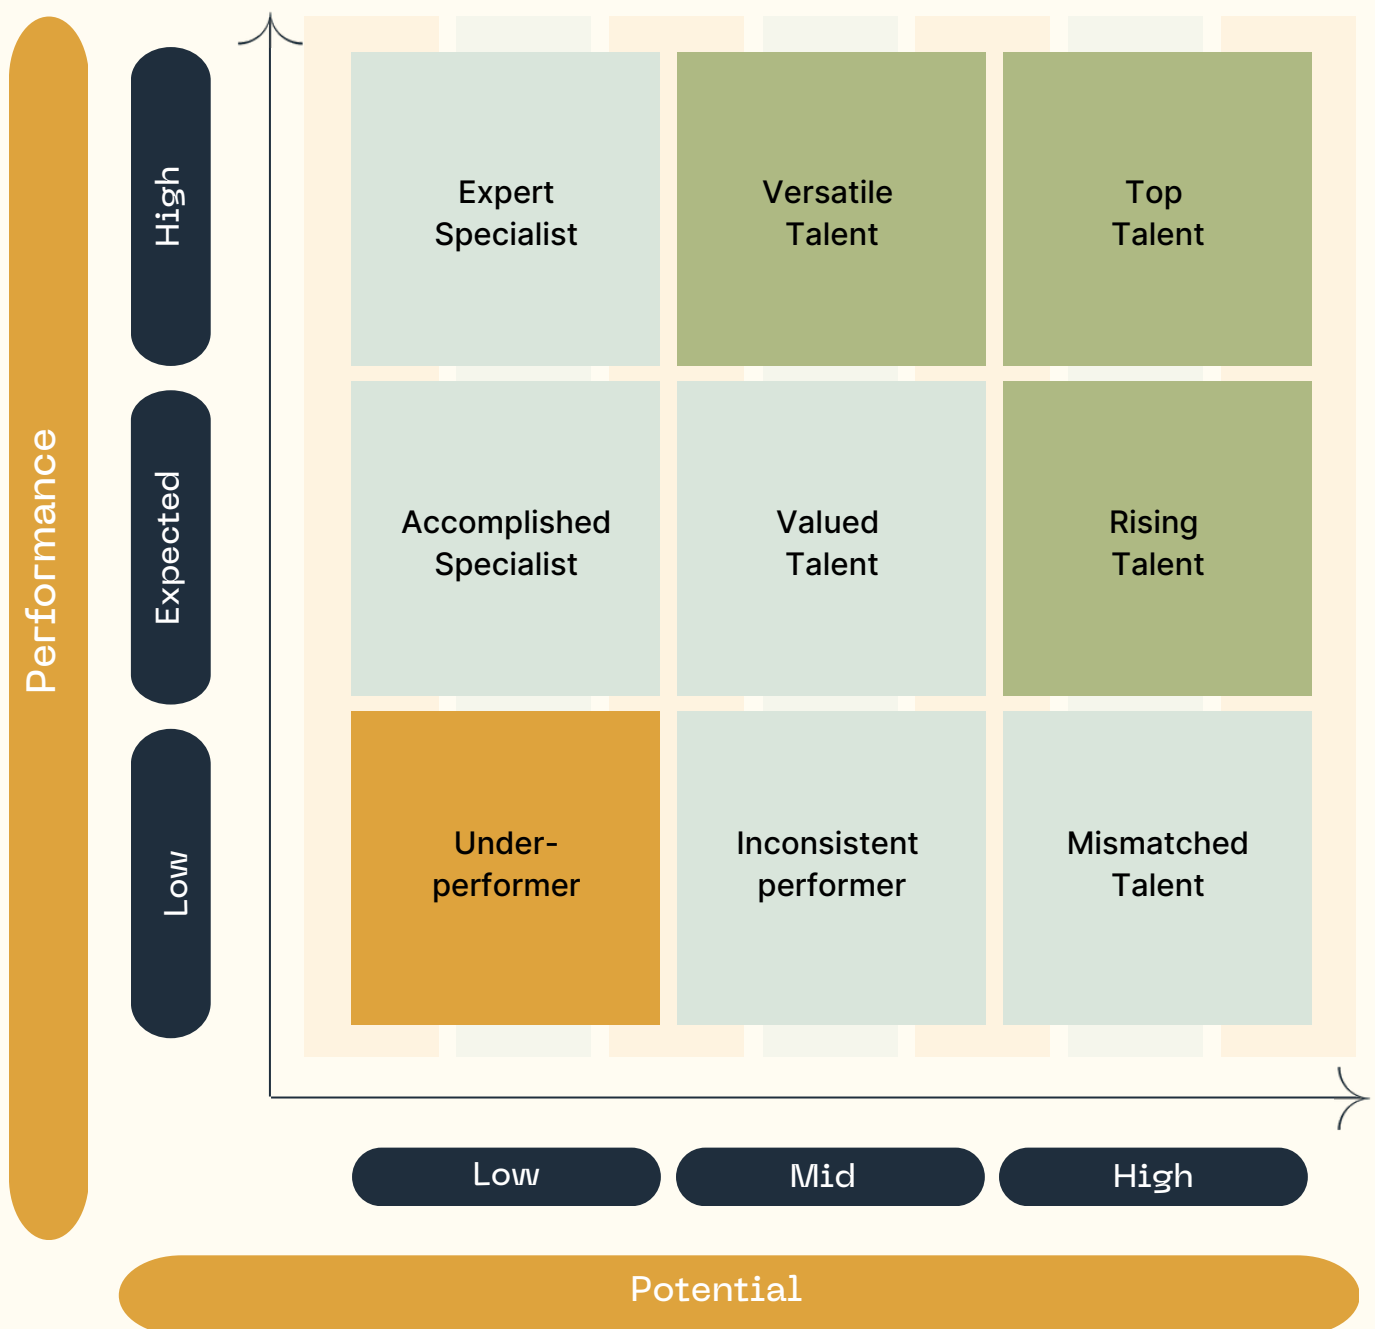 Performance
High
Expert
Specialist
Versatile
Talent
Top
Talent
Expected
Accomplished
Specialist
Valued
Talent
Rising
Talent
Low
Under-
performer
Inconsistent
performer
Mismatched
Talent
Low
Mid
High
Potential